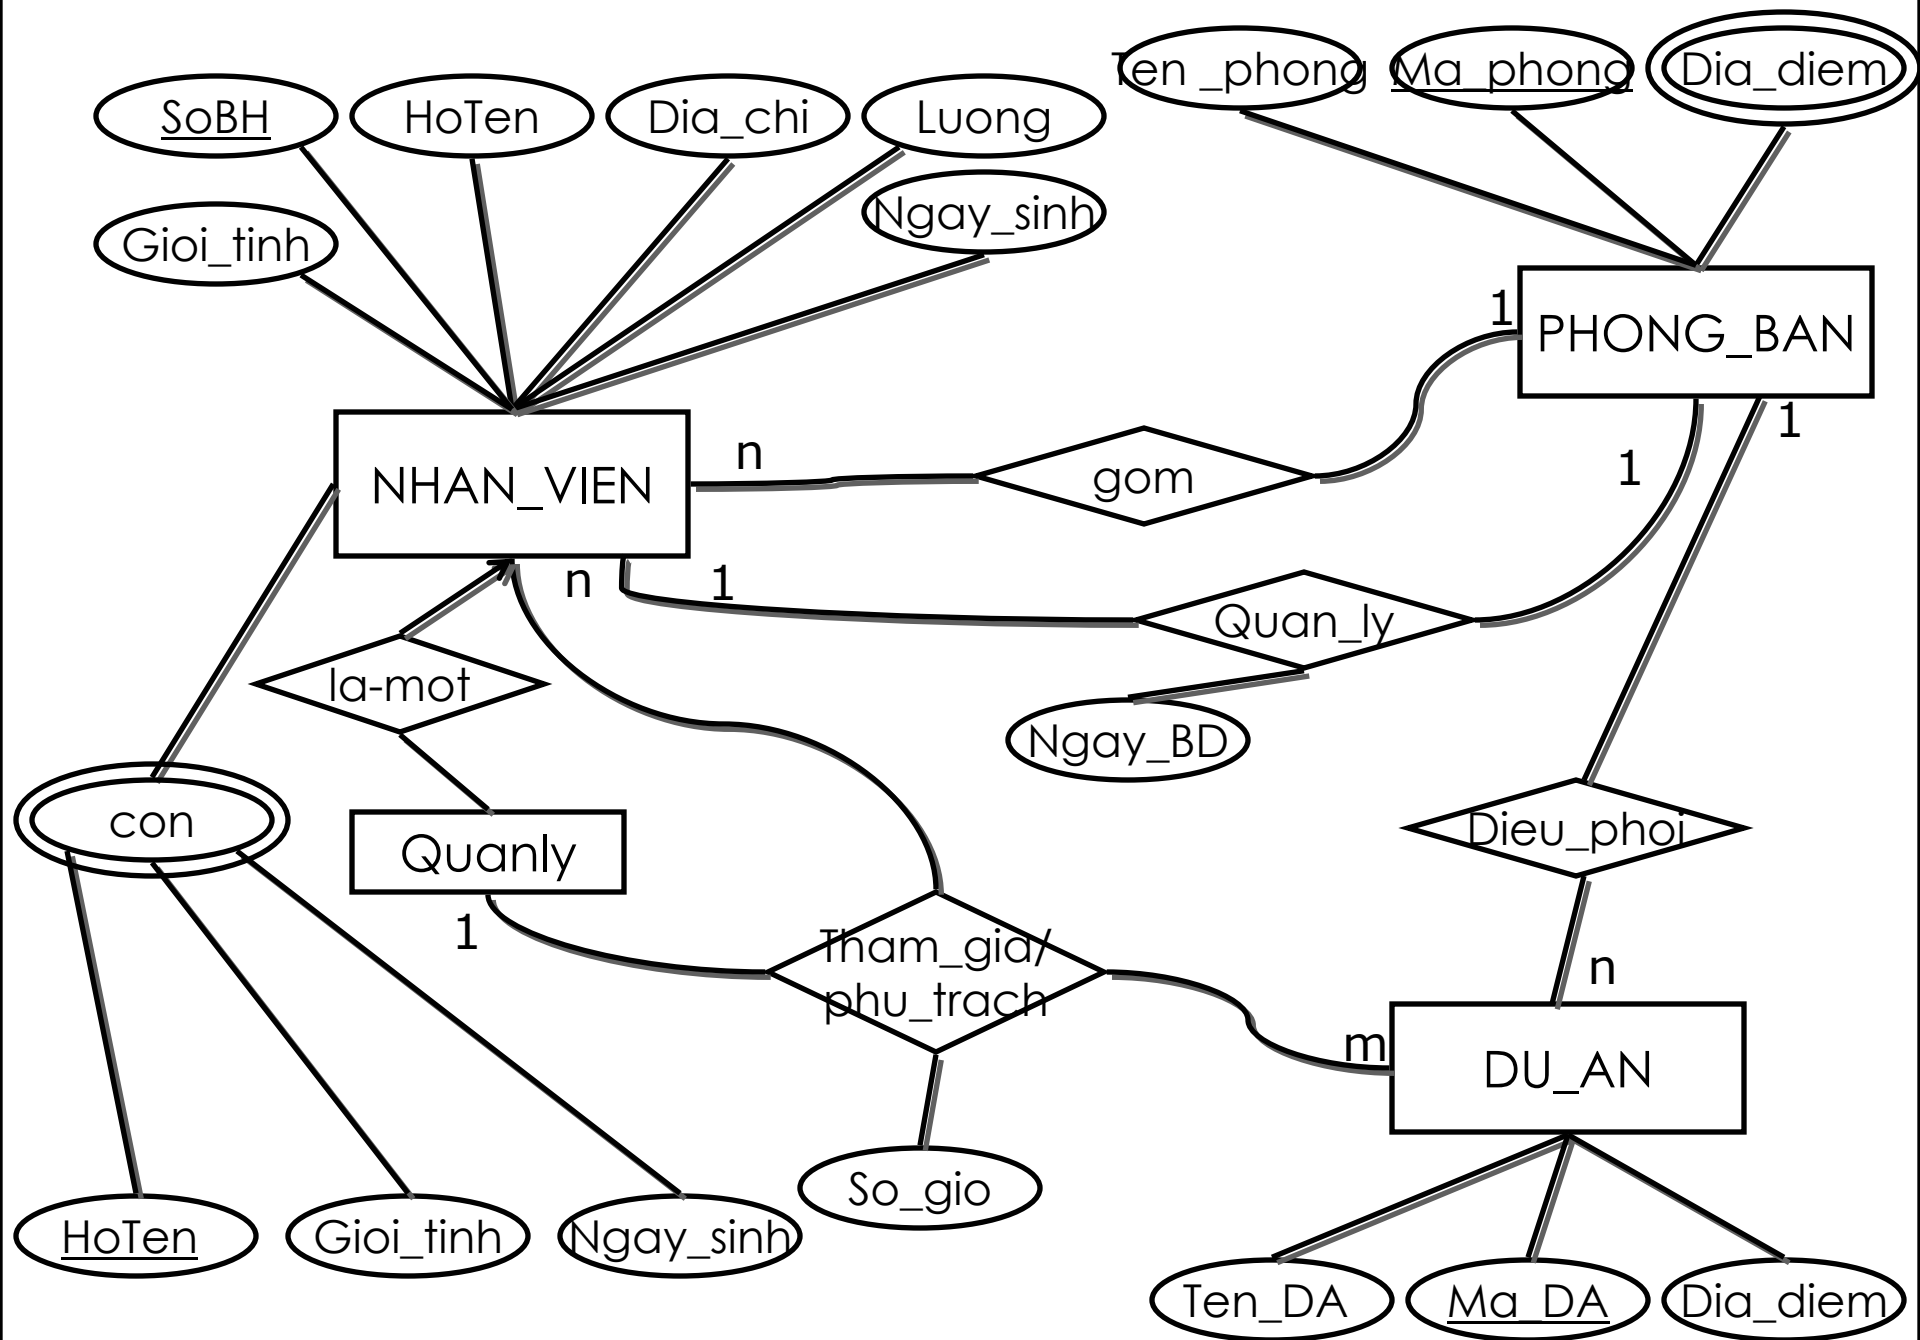 Ten _phong
Ma_phong
Dia_diem
SoBH
HoTen
Dia_chi
Luong
Gioi_tinh
Ngay_sinh
PHONG_BAN
1
NHAN_VIEN
n
gom
1
1
n
1
Quan_ly
la-mot
Ngay_BD
con
Quanly
Dieu_phoi
1
Tham_gia/
phu_trach
n
m
DU_AN
So_gio
HoTen
Gioi_tinh
Ngay_sinh
Ten_DA
Ma_DA
Dia_diem